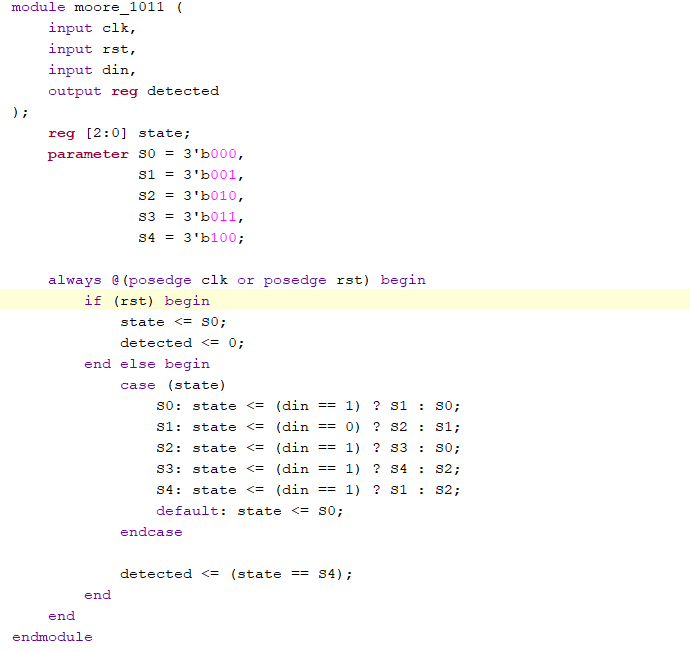 module moore_1011 (
    input clk,
    input rst,
    input din,
    output reg detected
);
    reg [2:0] state;
    parameter S0 = 3'b000,
              S1 = 3'b001,
              S2 = 3'b010,
              S3 = 3'b011,
              S4 = 3'b100;

    always @(posedge clk or posedge rst) begin
        if (rst) begin
            state <= S0;
            detected <= 0;
        end else begin
            case (state)
                S0: state <= (din == 1) ? S1 : S0;
                S1: state <= (din == 0) ? S2 : S1;
                S2: state <= (din == 1) ? S3 : S0;
                S3: state <= (din == 1) ? S4 : S2;
                S4: state <= (din == 1) ? S1 : S2;
                default: state <= S0;
            endcase

            detected <= (state == S4);
        end
    end
endmodule